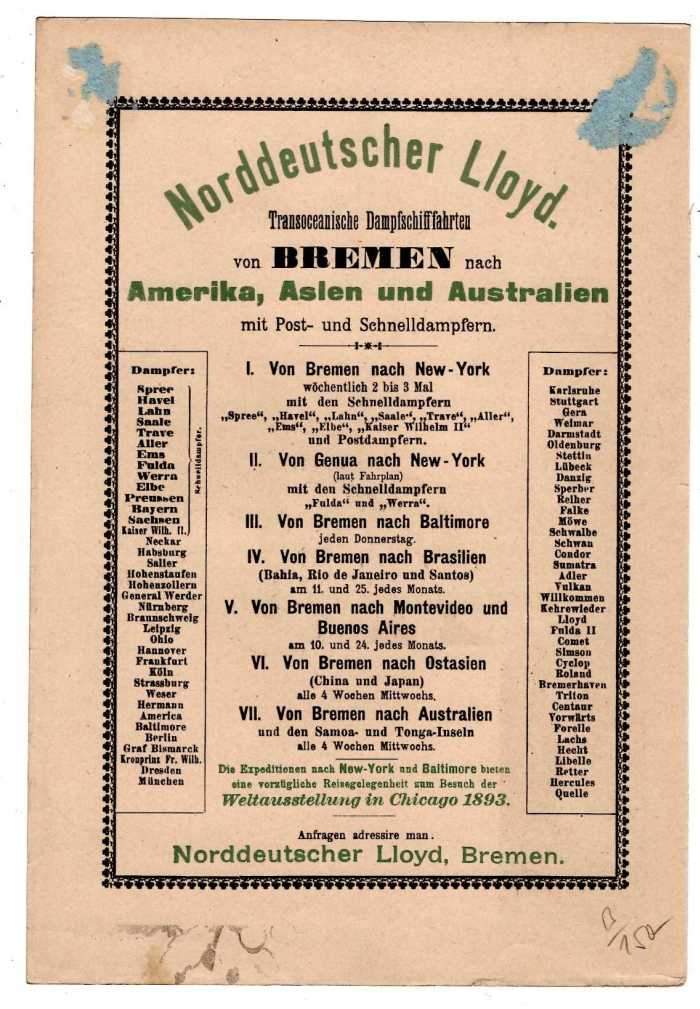 Norddeutscher Lloyd.
Transoceanische Dampfschifffahrten
von BREMEN nach
Amerika, Asien und Australien
mit Post- und Schnelldampfern.
Dampfer:
Spree
Havel
Lahn
Saale
Trave
Aller
Ems
Fulda
Werra
Elbe
Preussen
Bayern
Sachsen
Kaiser Wilh. II.
Schnelldampfer.
Neckar
Habsburg
Salier
Hohenstaufen
Hohenzollern
General Werder
Nürnberg
Braunschweig
Leipzig
Ohio
Hannover
Frankfurt
Köln
Strassburg
Weser
Hermann
America
Baltimore
Berlin
Graf Bismarck
Kronprinz Fr. Wilh.
Dresden
München
I. Von Bremen nach New-York
wöchentlich 2 bis 3 Mal
mit den Schnelldampfern
„Spree“, „Havel“, „Lahn“, „Saale“, „Trave“, „Aller“,
„Ems“, „Elbe“, „Kaiser Wilhelm II“
und Postdampfern.
II. Von Genua nach New-York
(laut Fahrplan)
mit den Schnelldampfern
„Fulda“ und „Werra“.
III. Von Bremen nach Baltimore
jeden Donnerstag.
IV. Von Bremen nach Brasilien
(Bahia, Rio de Janeiro und Santos)
am 11. und 25. jedes Monats.
V. Von Bremen nach Montevideo und
Buenos Aires
am 10. und 24. jedes Monats.
VI. Von Bremen nach Ostasien
(China und Japan)
alle 4 Wochen Mittwochs.
VII. Von Bremen nach Australien
und den Samoa- und Tonga-Inseln
alle 4 Wochen Mittwochs.
Die Expeditionen nach New-York und Baltimore bieten
eine vorzügliche Reisegelegenheit zum Besuch der
Weltausstellung in Chicago 1893.
Dampfer:
Karlsruhe
Stuttgart
Gera
Weimar
Darmstadt
Oldenburg
Stettin
Lübeck
Danzig
Sperber
Reiher
Falke
Möwe
Schwalbe
Schwan
Condor
Sumatra
Adler
Vulkan
Willkommen
Kehrewieder
Lloyd
Fulda II
Comet
Simson
Cyclop
Roland
Bremerhaven
Triton
Centaur
Vorwärts
Forelle
Lachs
Hecht
Libelle
Retter
Hercules
Quelle
Anfragen adressire man.
Norddeutscher Lloyd, Bremen.